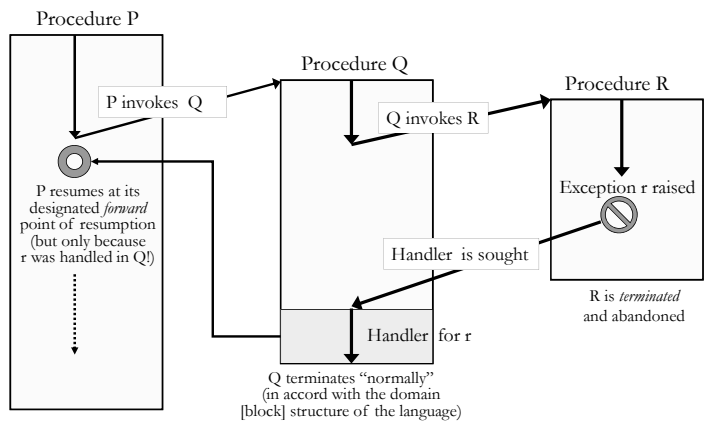 Procedure P
Procedure Q
Procedure R
P invokes Q
Q invokes R
Exception r raised
P resumes at its
designated forward
point of resumption
(but only because
r was handled in Q!)
Handler is sought
R is terminated
and abandoned
Handler for r
Q terminates “normally”
(in accord with the domain
[block] structure of the language)